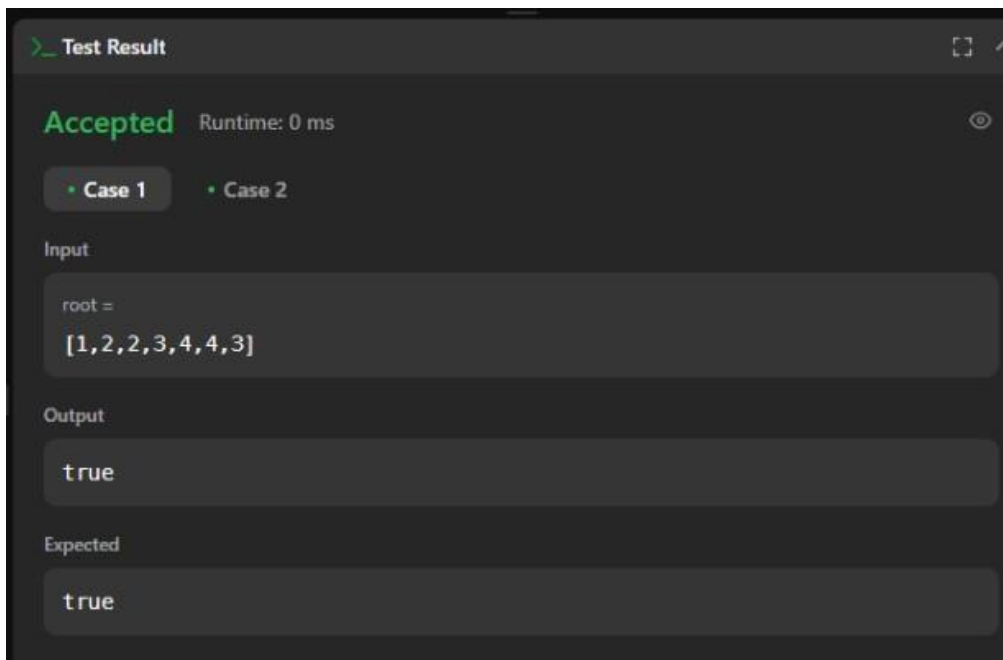 >_ Test Result
Accepted Runtime: 0 ms
• Case 1 • Case 2
Input
root =
[1,2,2,3,4,4,3]
Output
true
Expected
true